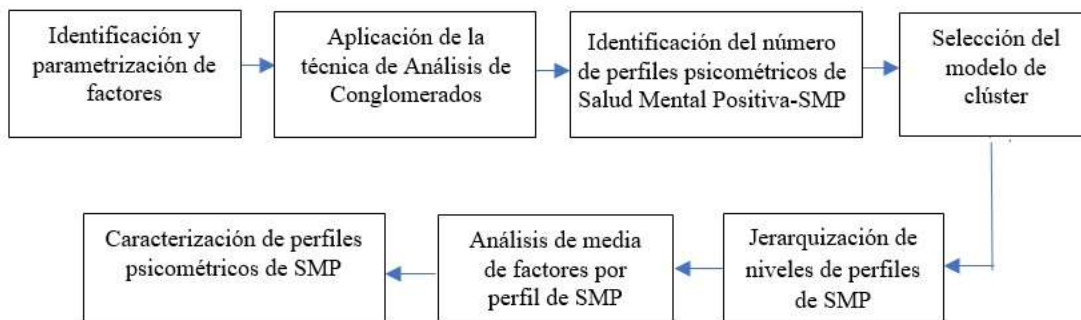 Identificación y
parametrización de
factores
Aplicación de la
técnica de Análisis de
Conglomerados
Identificación del número
de perfiles psicométricos de
Salud Mental Positiva-SMP
Selección del
modelo de
clúster
Jerarquización de
niveles de perfiles
de SMP
Análisis de media
de factores por
perfil de SMP
Caracterización de perfiles
psicométricos de SMP